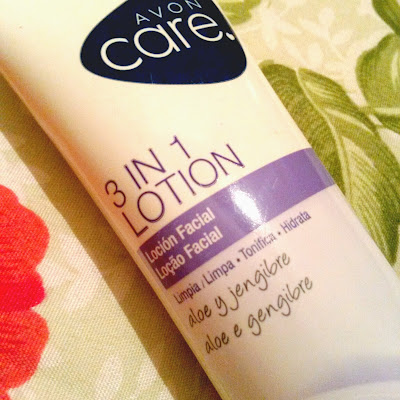 AVON
care.
3 IN 1
LOTION
Loción Facial
Loção Facial
Limpia / Limpa • Tonifica • Hidrata
aloe y jengibre
aloe e gengibre